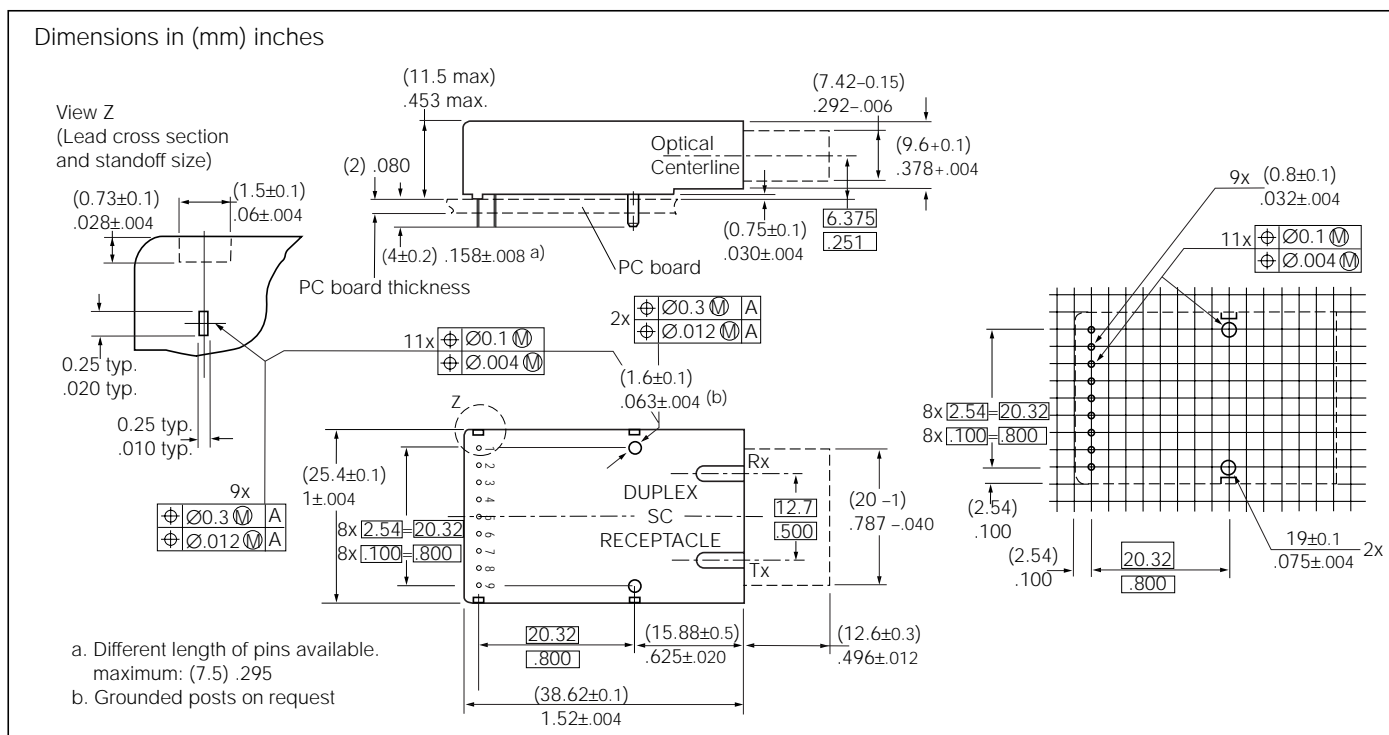 Dimensions in (mm) inches
View Z
(Lead cross section
and standoff size)
(0.73±0.1)
.028±.004
(1.5±0.1)
.06±.004
0.25 typ.
.020 typ.
0.25 typ.
.010 typ.
9x
⌖ Ø0.3 Ⓜ A
⌖ Ø.012 Ⓜ A
(11.5 max)
.453 max.
(2) .080
(4±0.2) .158±.008 a)
PC board thickness
PC board
Optical
Centerline
(7.42–0.15)
.292–.006
(9.6+0.1)
.378+.004
(0.75±0.1)
.030±.004
6.375
.251
11x
⌖ Ø0.1 Ⓜ
⌖ Ø.004 Ⓜ
2x
⌖ Ø0.3 Ⓜ A
⌖ Ø.012 Ⓜ A
(1.6±0.1)
.063±.004 (b)
Z
1
2
3
4
5
6
7
8
9
(25.4±0.1)
1±.004
8x 2.54=20.32
8x .100=.800
Rx
DUPLEX
SC
RECEPTACLE
Tx
12.7
.500
(20 –1)
.787 –.040
20.32
.800
(15.88±0.5)
.625±.020
(12.6±0.3)
.496±.012
(38.62±0.1)
1.52±.004
9x (0.8±0.1)
.032±.004
11x
⌖ Ø0.1 Ⓜ
⌖ Ø.004 Ⓜ
8x 2.54=20.32
8x .100=.800
(2.54)
.100
(2.54)
.100
20.32
.800
19±0.1
.075±.004
2x
a. Different length of pins available.
maximum: (7.5) .295
b. Grounded posts on request